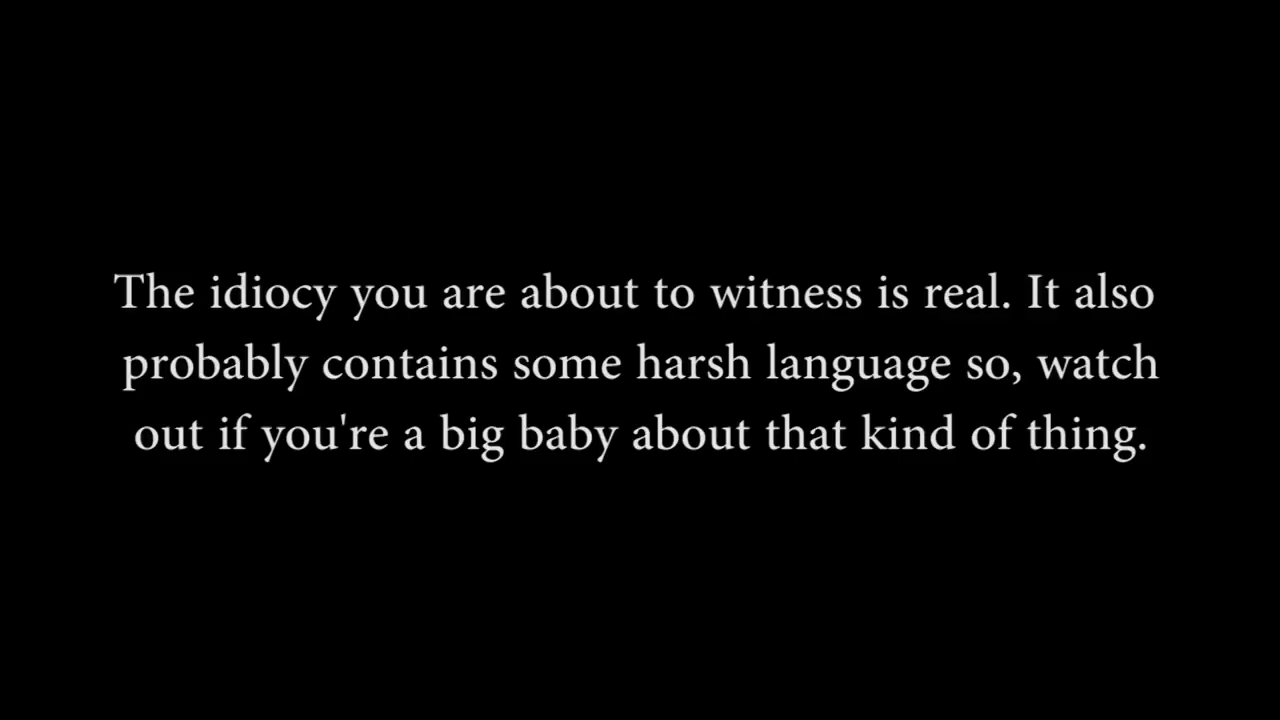 The idiocy you are about to witness is real. It also
probably contains some harsh language so, watch
out if you're a big baby about that kind of thing.